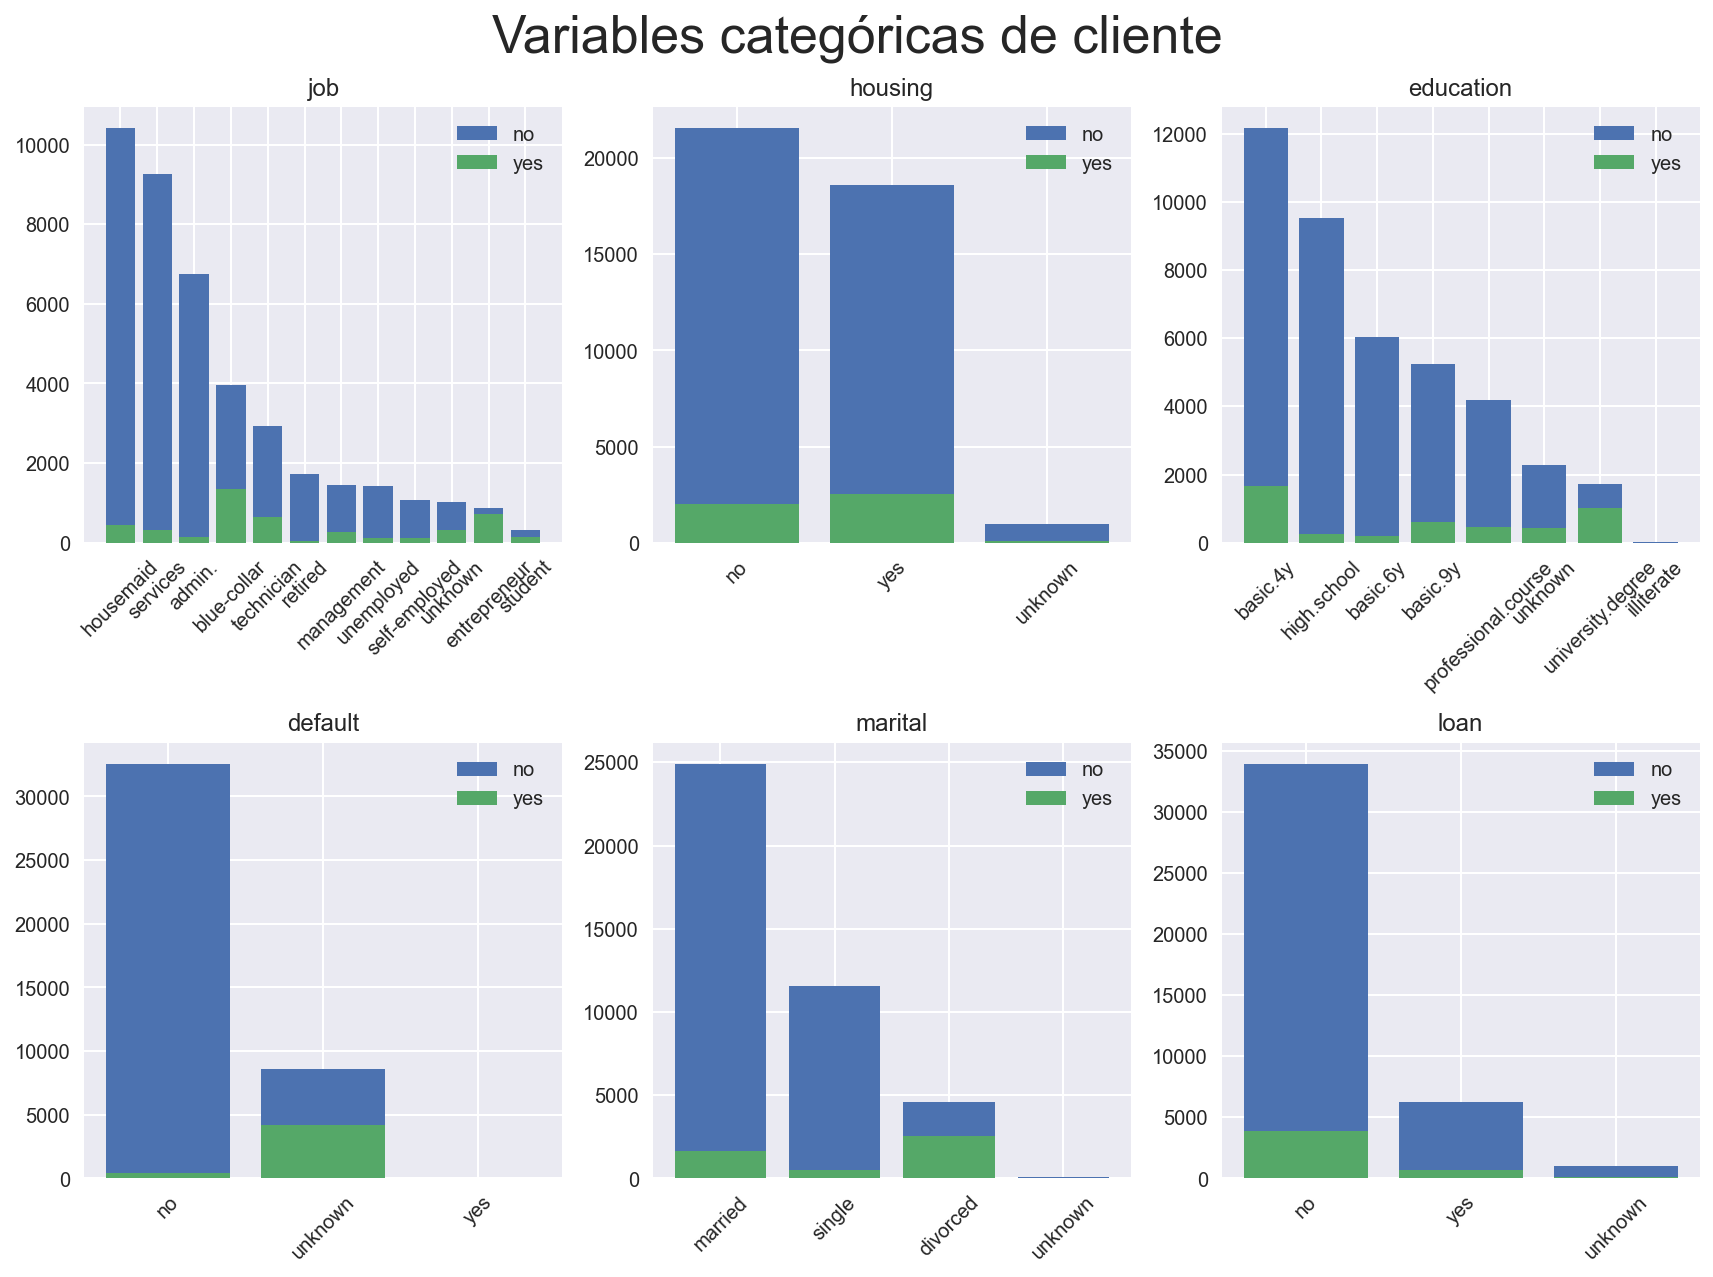 Variables categóricas de cliente
job
10000
8000
6000
4000
2000
0
no
yes
housemaid
services
admin.
blue-collar
technician
retired
management
unemployed
self-employed
unknown
entrepreneur
student
housing
20000
15000
10000
5000
0
no
yes
no
yes
unknown
education
12000
10000
8000
6000
4000
2000
0
no
yes
basic.4y
high.school
basic.6y
basic.9y
professional.course
unknown
university.degree
illiterate
default
30000
25000
20000
15000
10000
5000
0
no
yes
no
unknown
yes
marital
25000
20000
15000
10000
5000
0
no
yes
married
single
divorced
unknown
loan
35000
30000
25000
20000
15000
10000
5000
0
no
yes
no
yes
unknown